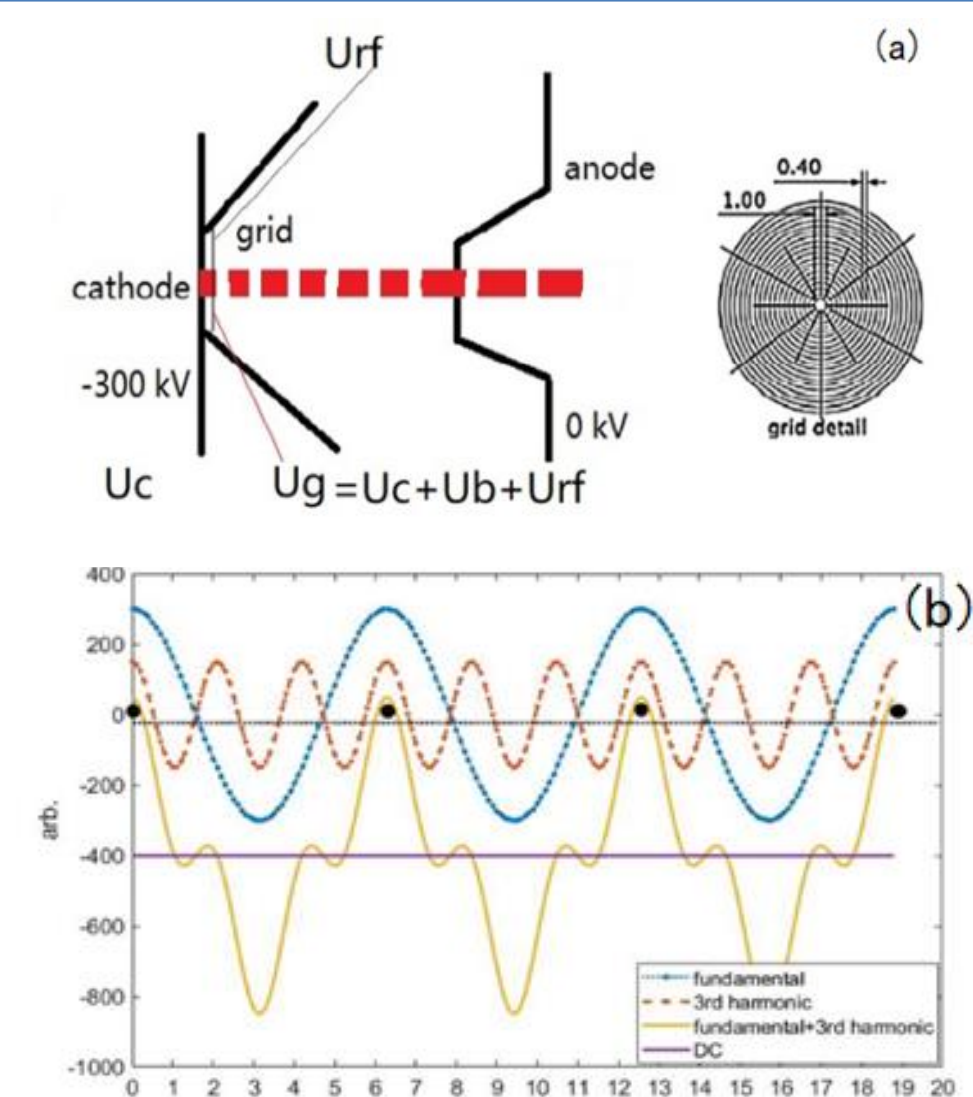 Urf
(a)
anode
0.40
1.00
grid
cathode
-300 kV
0 kV
grid detail
Uc
Ug=Uc+Ub+Urf
400
(b)
200
0
-200
arb.
-400
-600
fundamental
3rd harmonic
-800
fundamental+3rd harmonic
DC
-1000
0 1 2 3 4 5 6 7 8 9 10 11 12 13 14 15 16 17 18 19 20